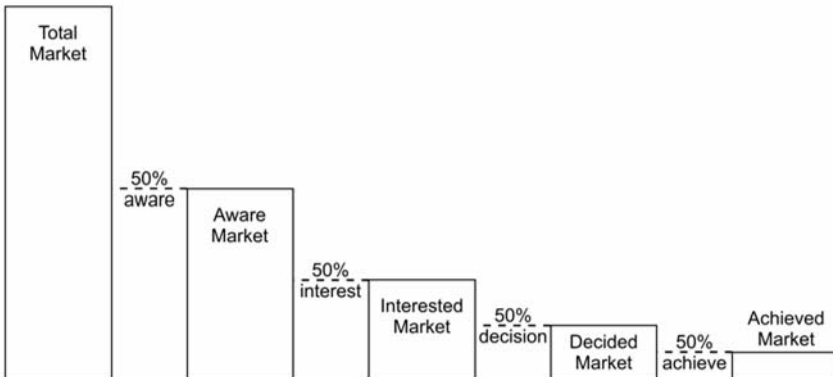 Total
Market
50%
aware
Aware
Market
50%
interest
Interested
Market
50%
decision
Decided
Market
50%
achieve
Achieved
Market